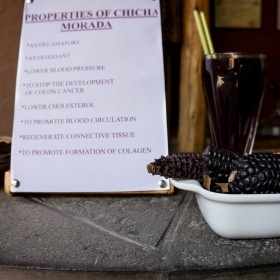 PROPERTIES OF CHICHA
MORADA
*ANTIFLAMATORY
*ANTIOXIDANT
*LOWER BLOOD PRESSURE
*TO STOP THE DEVELOPMENT
OF COLON CANCER
*LOWER CHOLESTEROL
*TO PROMOTE BLOOD CIRCULATION
*REGENERATE CONNECTIVE TISSUE
*TO PROMOTE FORMATION OF COLAGEN